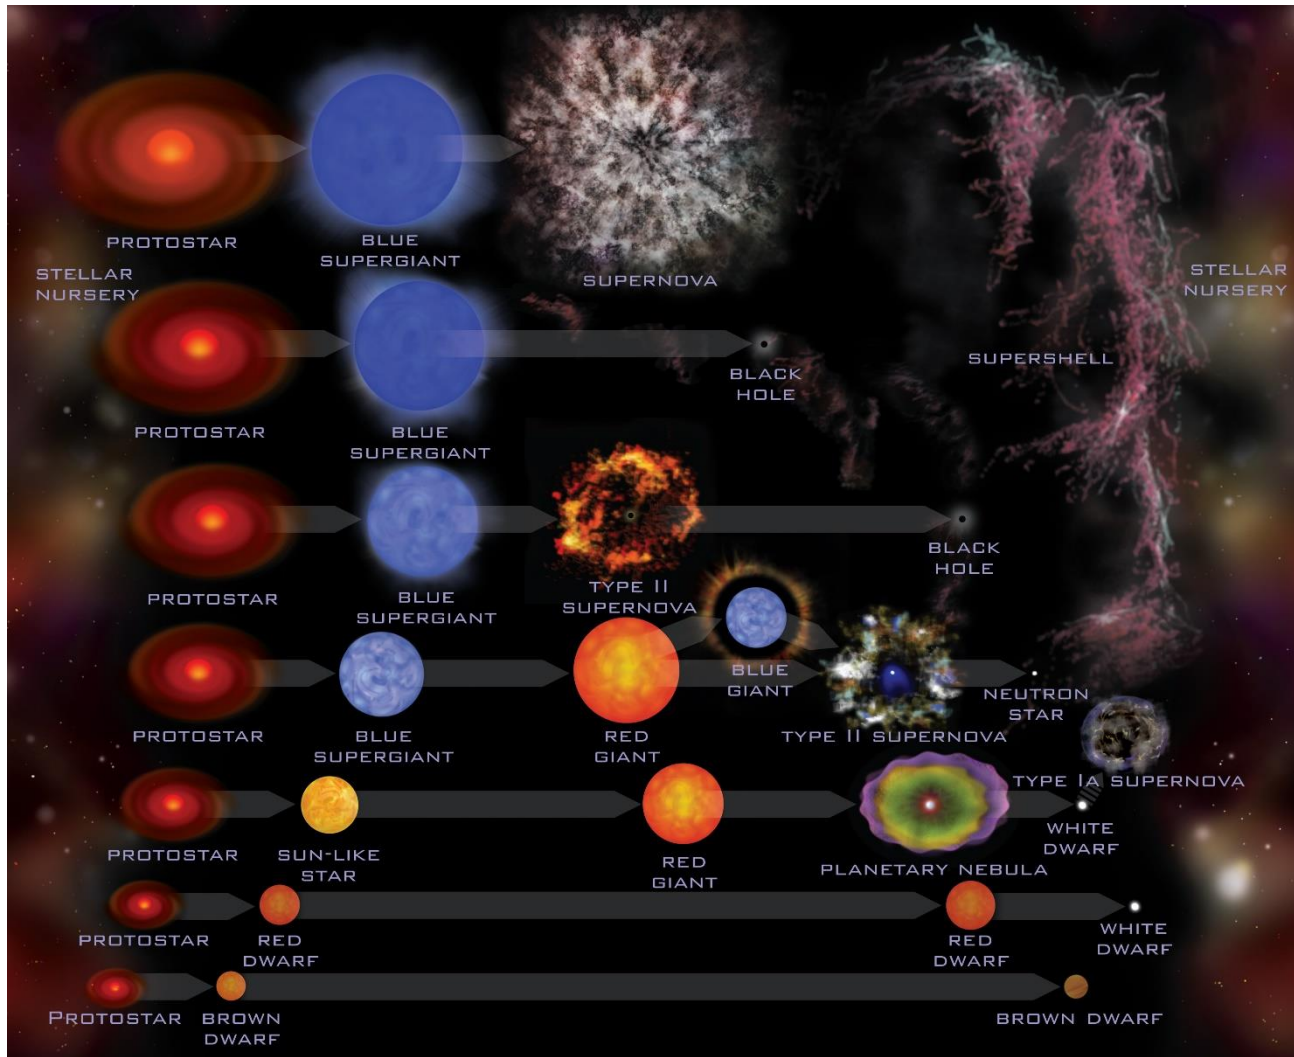 PROTOSTAR
BLUE
SUPERGIANT
SUPERNOVA
STELLAR
NURSERY
STELLAR
NURSERY
PROTOSTAR
BLUE
SUPERGIANT
BLACK
HOLE
SUPERSHELL
PROTOSTAR
BLUE
SUPERGIANT
TYPE II
SUPERNOVA
BLACK
HOLE
PROTOSTAR
BLUE
SUPERGIANT
RED
GIANT
BLUE
GIANT
TYPE II SUPERNOVA
NEUTRON
STAR
TYPE IA SUPERNOVA
PROTOSTAR
SUN-LIKE
STAR
RED
GIANT
PLANETARY NEBULA
WHITE
DWARF
PROTOSTAR
RED
DWARF
RED
DWARF
WHITE
DWARF
PROTOSTAR
BROWN
DWARF
BROWN DWARF